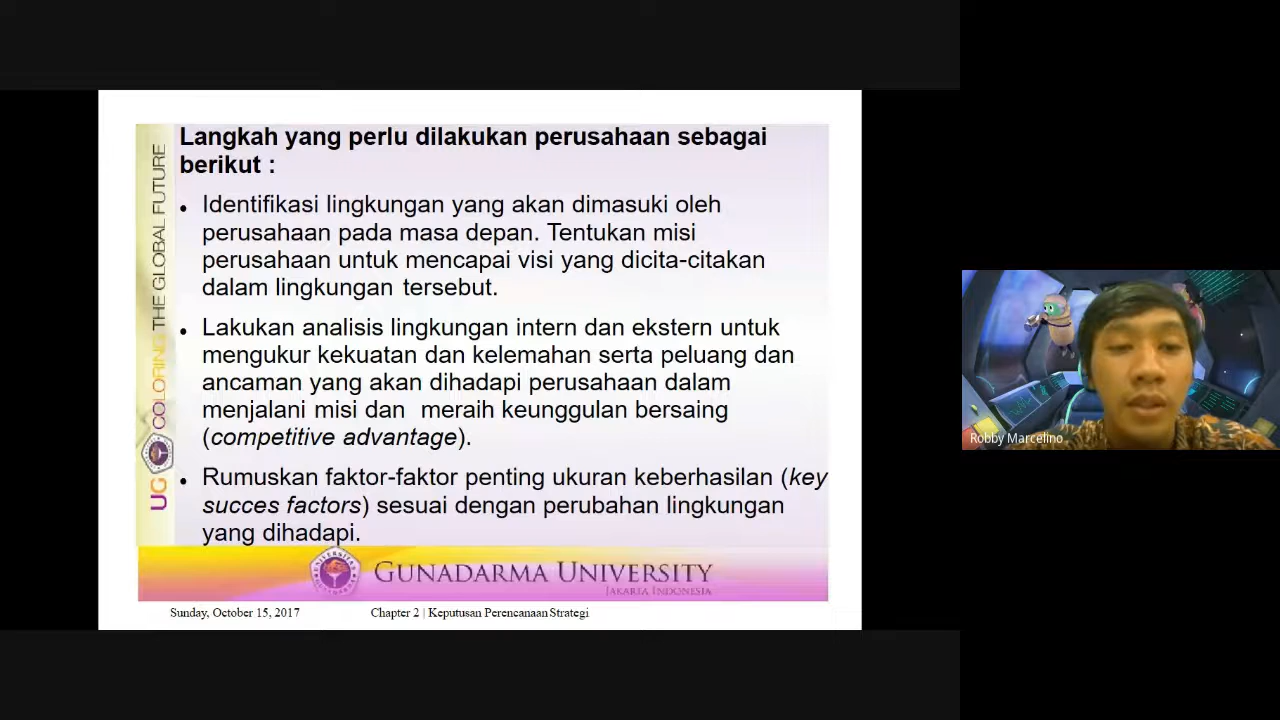 Langkah yang perlu dilakukan perusahaan sebagai
berikut :
• Identifikasi lingkungan yang akan dimasuki oleh
perusahaan pada masa depan. Tentukan misi
perusahaan untuk mencapai visi yang dicita-citakan
dalam lingkungan tersebut.
• Lakukan analisis lingkungan intern dan ekstern untuk
mengukur kekuatan dan kelemahan serta peluang dan
ancaman yang akan dihadapi perusahaan dalam
menjalani misi dan meraih keunggulan bersaing
(competitive advantage).
• Rumuskan faktor-faktor penting ukuran keberhasilan (key
succes factors) sesuai dengan perubahan lingkungan
yang dihadapi.
UG COLORING THE GLOBAL FUTURE
GUNADARMA UNIVERSITY
JAKARTA INDONESIA
Sunday, October 15, 2017
Chapter 2 | Keputusan Perencanaan Strategi
Robby Marcelino